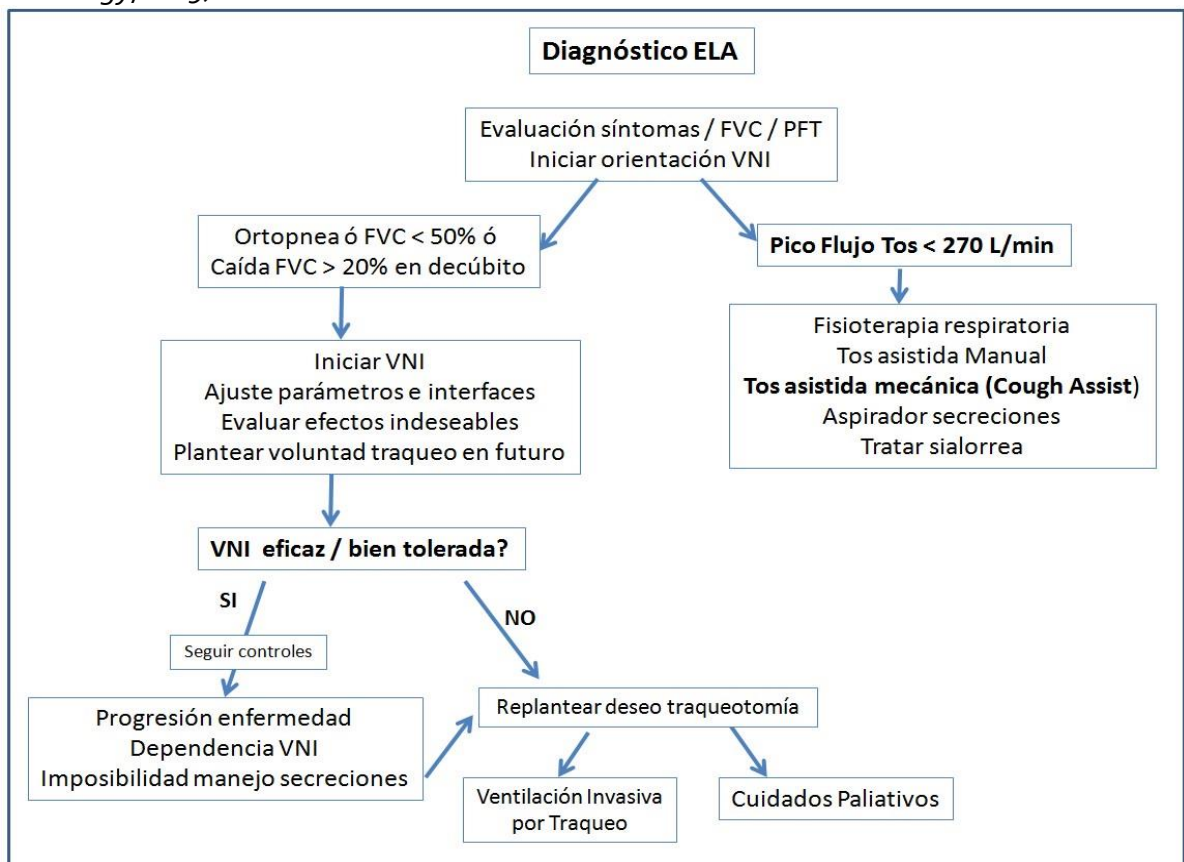 Diagnóstico ELA
Evaluación síntomas / FVC / PFT
Iniciar orientación VNI
Ortopnea ó FVC < 50% ó
Caída FVC > 20% en decúbito
Pico Flujo Tos < 270 L/min
Iniciar VNI
Ajuste parámetros e interfaces
Evaluar efectos indeseables
Plantear voluntad traqueo en futuro
Fisioterapia respiratoria
Tos asistida Manual
Tos asistida mecánica (Cough Assist)
Aspirador secreciones
Tratar sialorrea
VNI eficaz / bien tolerada?
SI
NO
Seguir controles
Progresión enfermedad
Dependencia VNI
Imposibilidad manejo secreciones
Replantear deseo traqueotomía
Ventilación Invasiva
por Traqueo
Cuidados Paliativos